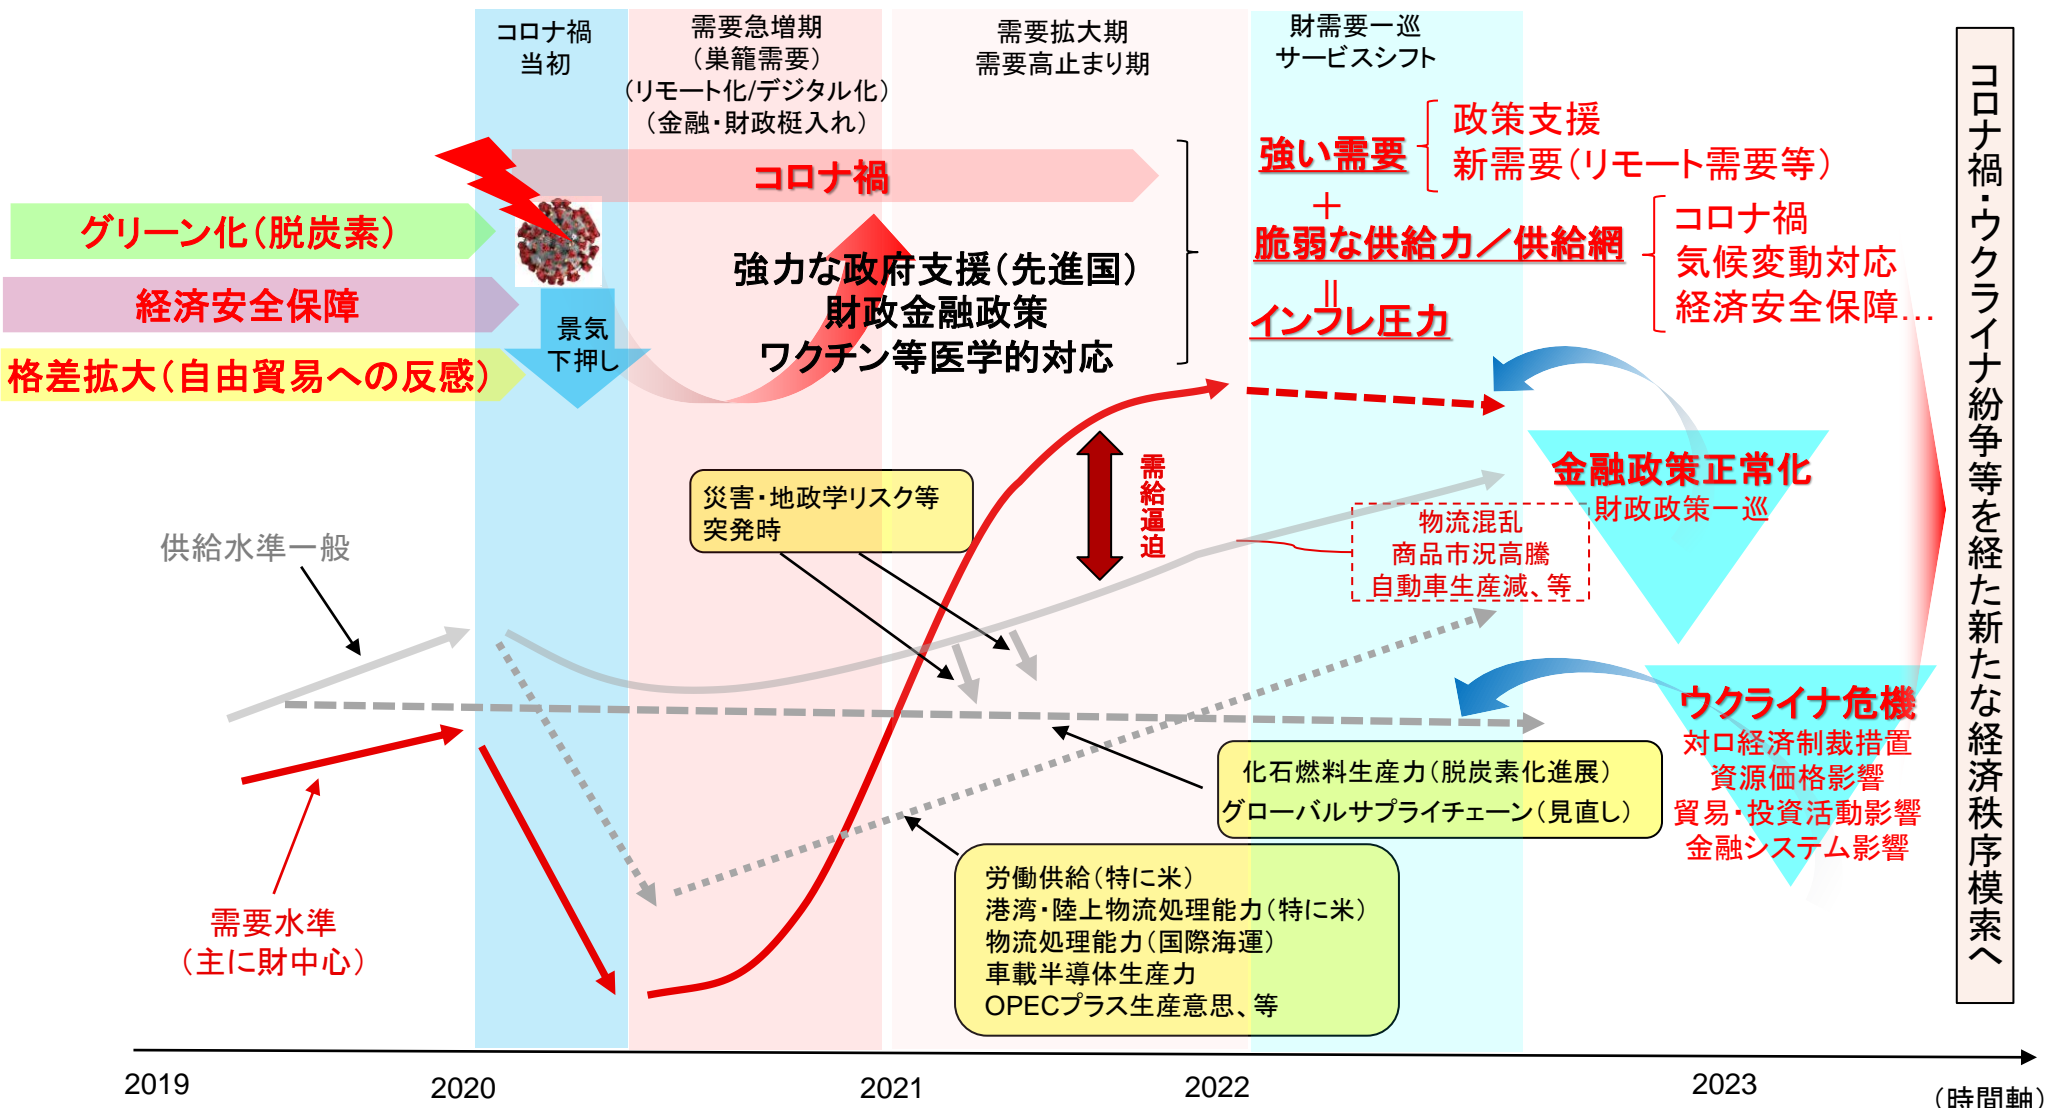 コロナ禍
当初
需要急増期
（巣籠需要）
（リモート化/デジタル化）
（金融・財政梃入れ）
需要拡大期
需要高止まり期
財需要一巡
サービスシフト
コロナ禍
グリーン化（脱炭素）
経済安全保障
格差拡大（自由貿易への反感）
景気
下押し
強力な政府支援（先進国）
財政金融政策
ワクチン等医学的対応
強い需要
政策支援
新需要（リモート需要等）
＋
脆弱な供給力／供給網
コロナ禍
気候変動対応
経済安全保障…
＝
インフレ圧力
災害・地政学リスク等
突発時
需給逼迫
供給水準一般
物流混乱
商品市況高騰
自動車生産減、等
金融政策正常化
財政政策一巡
ウクライナ危機
対ロ経済制裁措置
資源価格影響
貿易・投資活動影響
金融システム影響
化石燃料生産力（脱炭素化進展）
グローバルサプライチェーン（見直し）
労働供給（特に米）
港湾・陸上物流処理能力（特に米）
物流処理能力（国際海運）
車載半導体生産力
OPECプラス生産意思、等
需要水準
（主に財中心）
コロナ禍・ウクライナ紛争等を経た新たな経済秩序模索へ
2019
2020
2021
2022
2023
（時間軸）